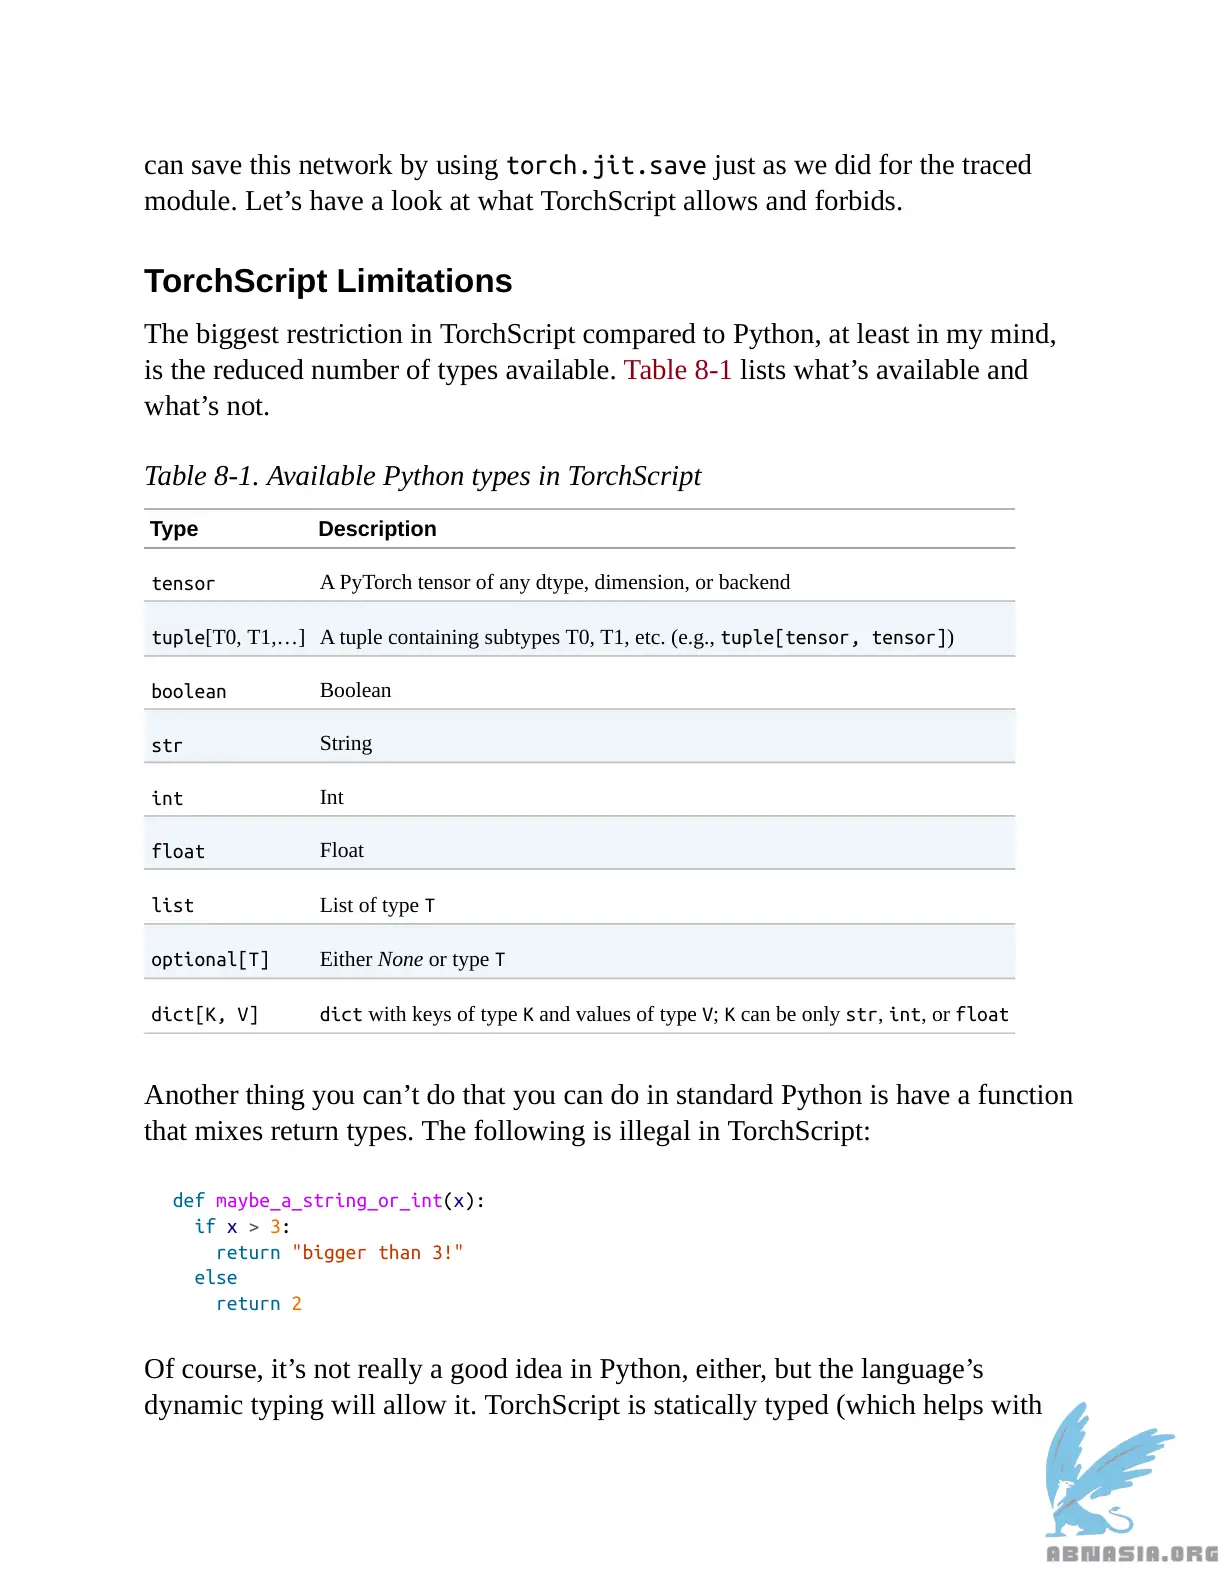 can save this network by using torch.jit.save just as we did for the traced
module. Let’s have a look at what TorchScript allows and forbids.
TorchScript Limitations
The biggest restriction in TorchScript compared to Python, at least in my mind,
is the reduced number of types available. Table 8-1 lists what’s available and
what’s not.
Table 8-1. Available Python types in TorchScript
Type Description
tensor A PyTorch tensor of any dtype, dimension, or backend
tuple[T0, T1,…] A tuple containing subtypes T0, T1, etc. (e.g., tuple[tensor, tensor])
boolean Boolean
str String
int Int
float Float
list List of type T
optional[T] Either None or type T
dict[K, V] dict with keys of type K and values of type V; K can be only str, int, or float
Another thing you can’t do that you can do in standard Python is have a function
that mixes return types. The following is illegal in TorchScript:
def maybe_a_string_or_int(x):
  if x > 3:
    return "bigger than 3!"
  else
    return 2
Of course, it’s not really a good idea in Python, either, but the language’s
dynamic typing will allow it. TorchScript is statically typed (which helps with
ABNASIA.ORG